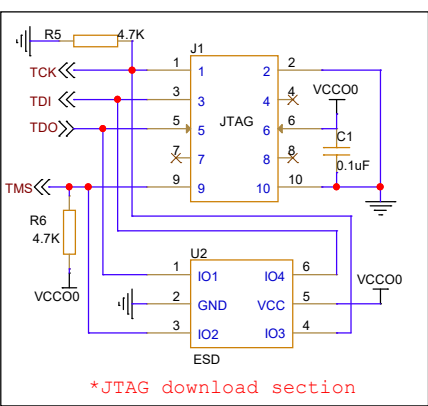 R5 4.7K
J1
TCK 1 1 2 2
TDI 3 3 4 4 VCCO0
TDO 5 5 JTAG 6 6
C1
7 7 8 8 0.1uF
TMS 9 9 10 10
R6
4.7K
VCCO0
U2
1 IO1 IO4 6
2 GND VCC 5 VCCO0
3 IO2 IO3 4
ESD
*JTAG download section